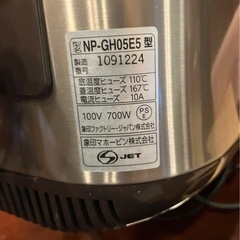 型名 NP-GH05E5 型
製造番号 1091224
底温度ヒューズ 110℃
蓋温度ヒューズ 167℃
電流ヒューズ 10A
100V 700W PSE
象印ファクトリー・ジャパン株式会社
象印マホービン株式会社
S JET